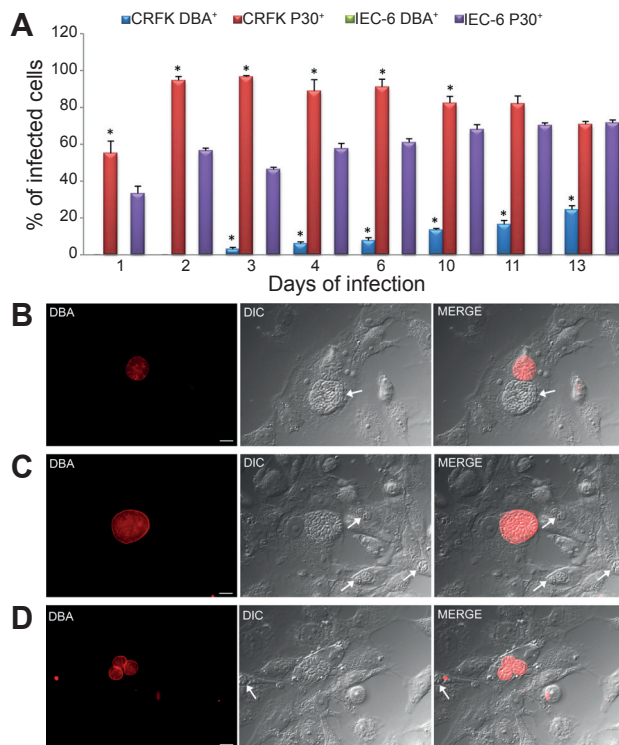 A
CRFK DBA⁺ CRFK P30⁺ IEC-6 DBA⁺ IEC-6 P30⁺
% of infected cells
120
100
80
60
40
20
0
* * * * * *
* * * * * *
1 2 3 4 6 10 11 13
Days of infection
B
DBA DIC MERGE
C
DBA DIC MERGE
D
DBA DIC MERGE